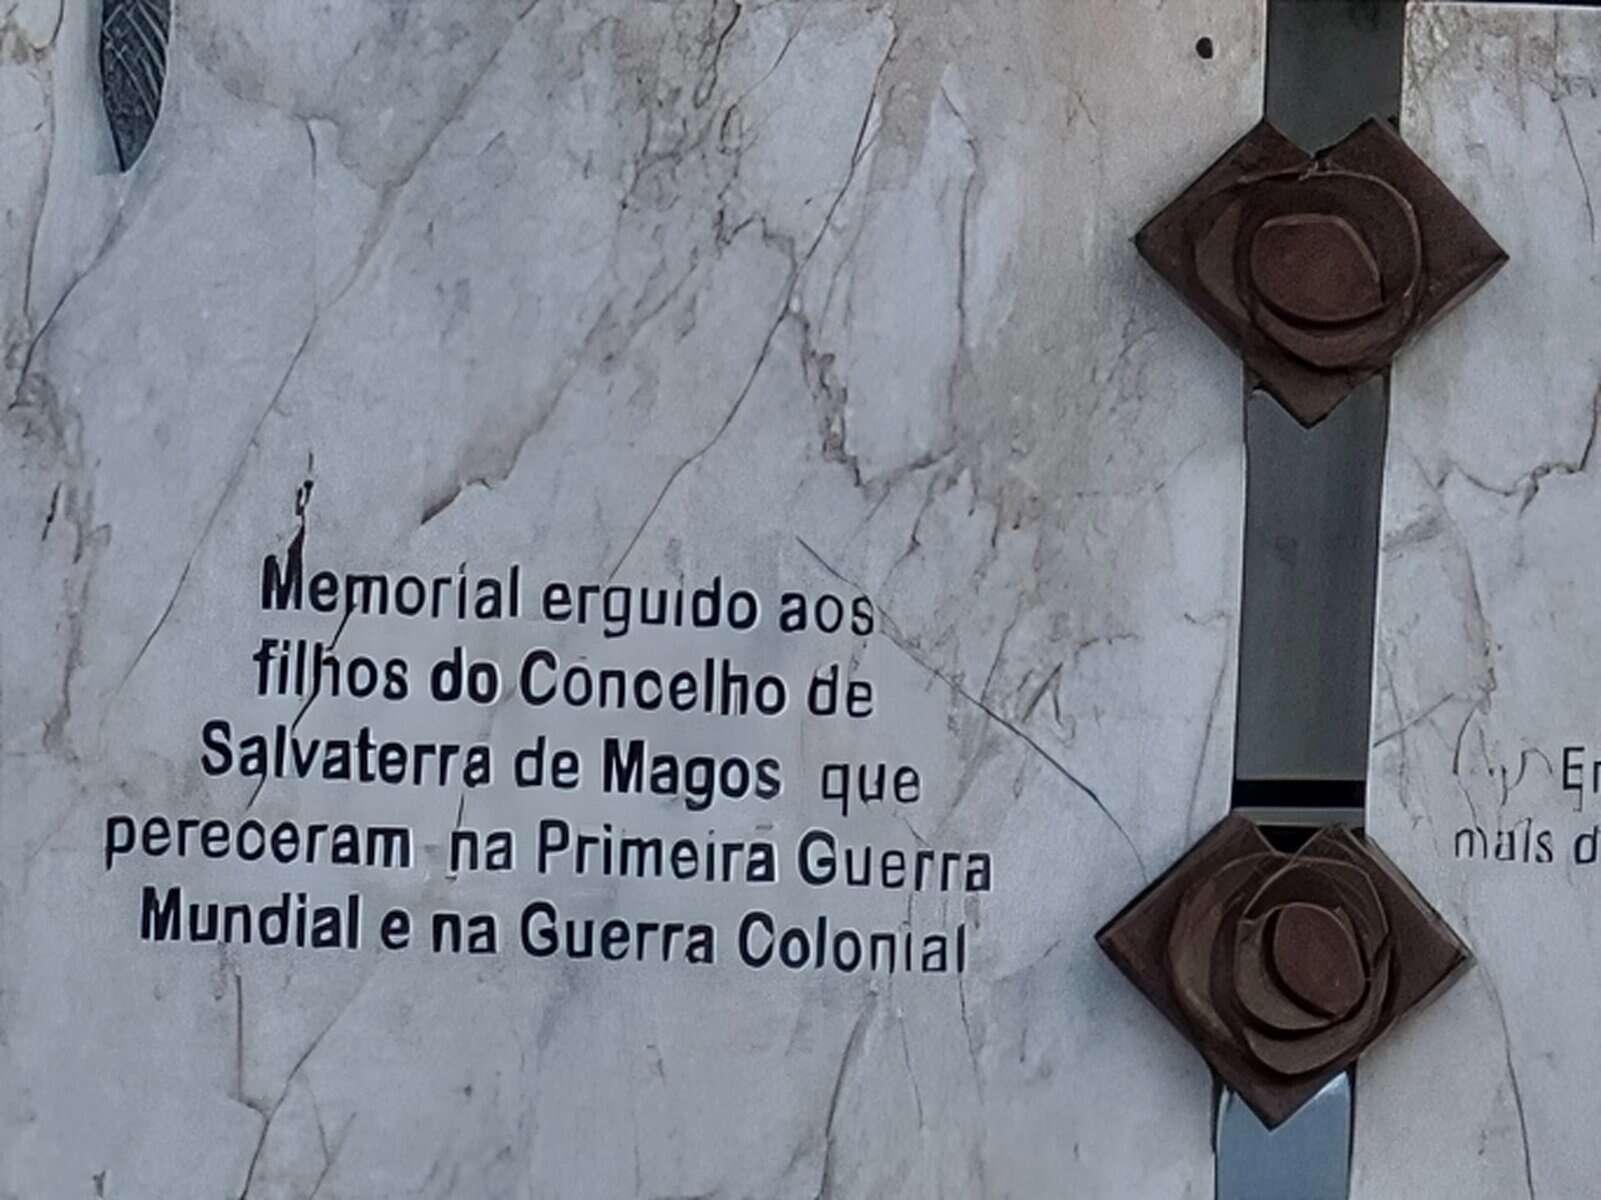 Memorial erguido aos
filhos do Concelho de
Salvaterra de Magos que
pereceram na Primeira Guerra
Mundial e na Guerra Colonial
mais